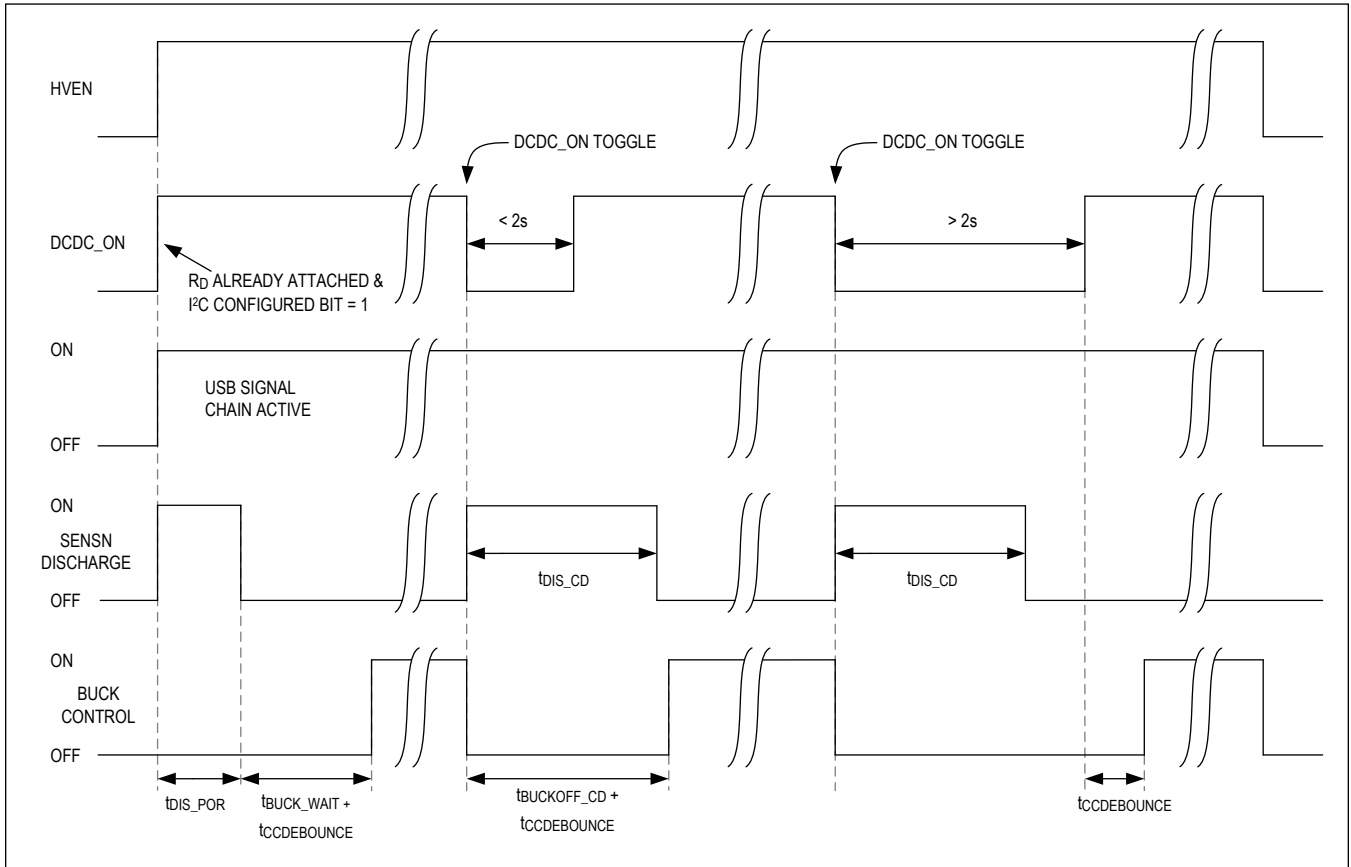 HVEN
DCDC_ON TOGGLE
DCDC_ON TOGGLE
< 2s
> 2s
DCDC_ON
RD ALREADY ATTACHED &
I²C CONFIGURED BIT = 1
ON
USB SIGNAL
CHAIN ACTIVE
OFF
ON
SENSN
DISCHARGE
tDIS_CD
tDIS_CD
OFF
ON
BUCK
CONTROL
OFF
tDIS_POR
tBUCK_WAIT +
tCCDEBOUNCE
tBUCKOFF_CD +
tCCDEBOUNCE
tCCDEBOUNCE